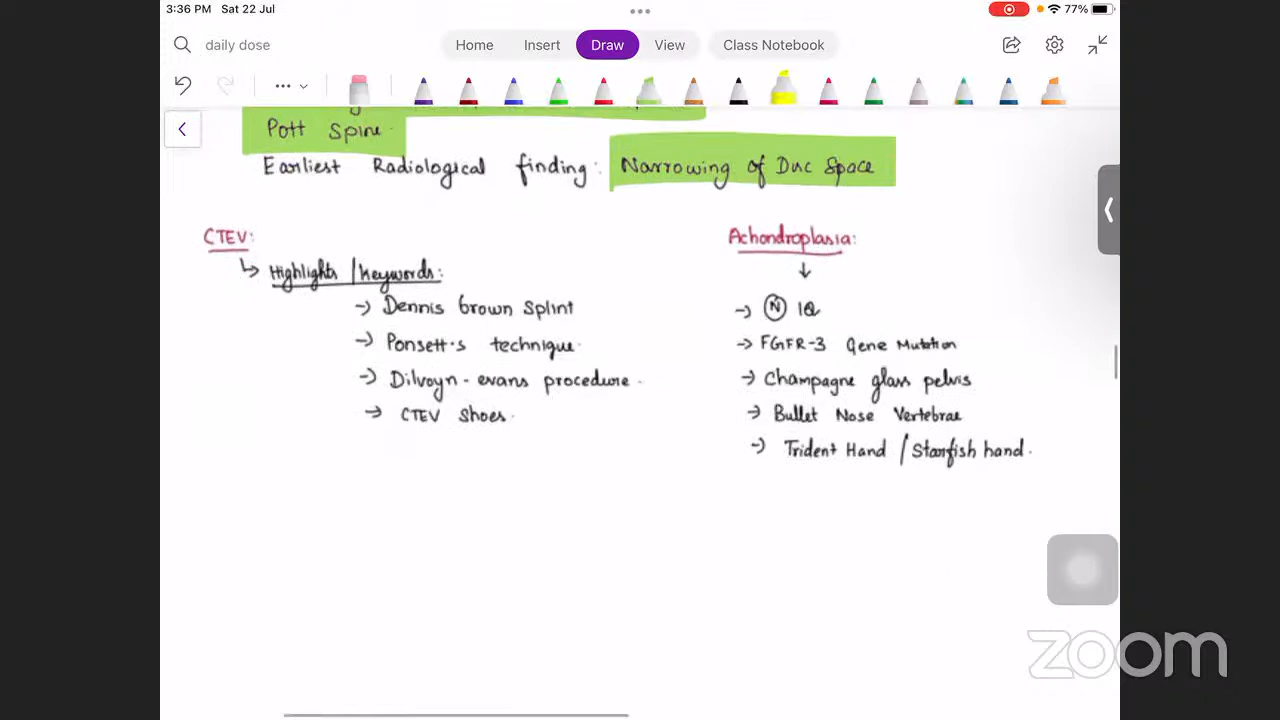 3:36 PM Sat 22 Jul
77%
daily dose
Home Insert Draw View Class Notebook
Pott Spine
Earliest Radiological finding: Narrowing of Disc Space
CTEV:
Highlights / Keywords:
Dennis brown Splint
Ponsett's technique
Dilvoyn - evans procedure
CTEV Shoes
Achondroplasia:
N IQ
FGFR-3 Gene Mutation
Champagne glass pelvis
Bullet Nose Vertebrae
Trident Hand / Starfish hand.
zoom